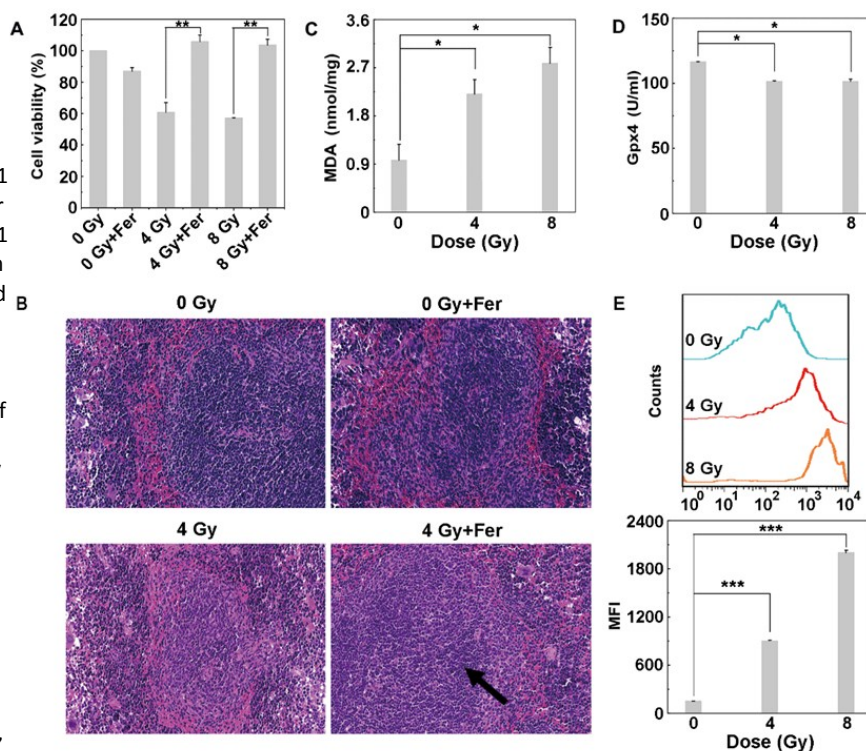 A
Cell viability (%)
120
100
80
60
40
20
0
**
**
0 Gy
0 Gy+Fer
4 Gy
4 Gy+Fer
8 Gy
8 Gy+Fer
C
MDA (nmol/mg)
3.6
2.7
1.8
0.9
0
*
*
0 4 8
Dose (Gy)
D
Gpx4 (U/ml)
150
100
50
0
*
*
0 4 8
Dose (Gy)
B
0 Gy
0 Gy+Fer
4 Gy
4 Gy+Fer
E
Counts
0 Gy
4 Gy
8 Gy
10⁰ 10¹ 10² 10³ 10⁴
MFI
2400
1800
1200
600
0
***
***
0 4 8
Dose (Gy)